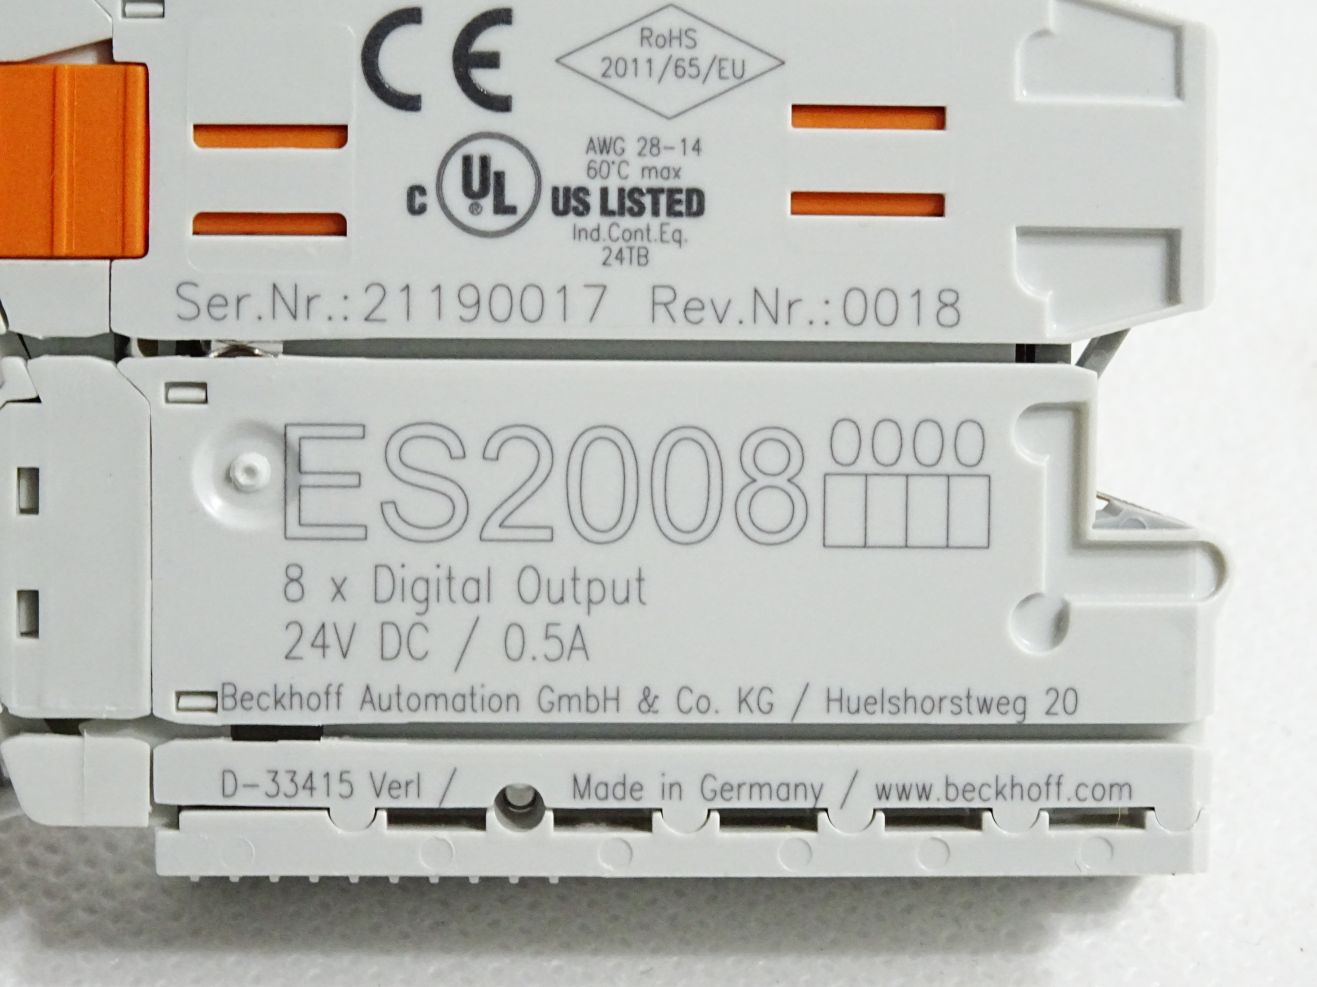 CE
RoHS
2011/65/EU
AWG 28-14
60°C max
C UL ® US LISTED
Ind.Cont.Eq.
24TB
Ser.Nr.:21190017 Rev.Nr.:0018
ES2008 0000
8 x Digital Output
24V DC / 0.5A
Beckhoff Automation GmbH & Co. KG / Huelshorstweg 20
D-33415 Verl / Made in Germany / www.beckhoff.com